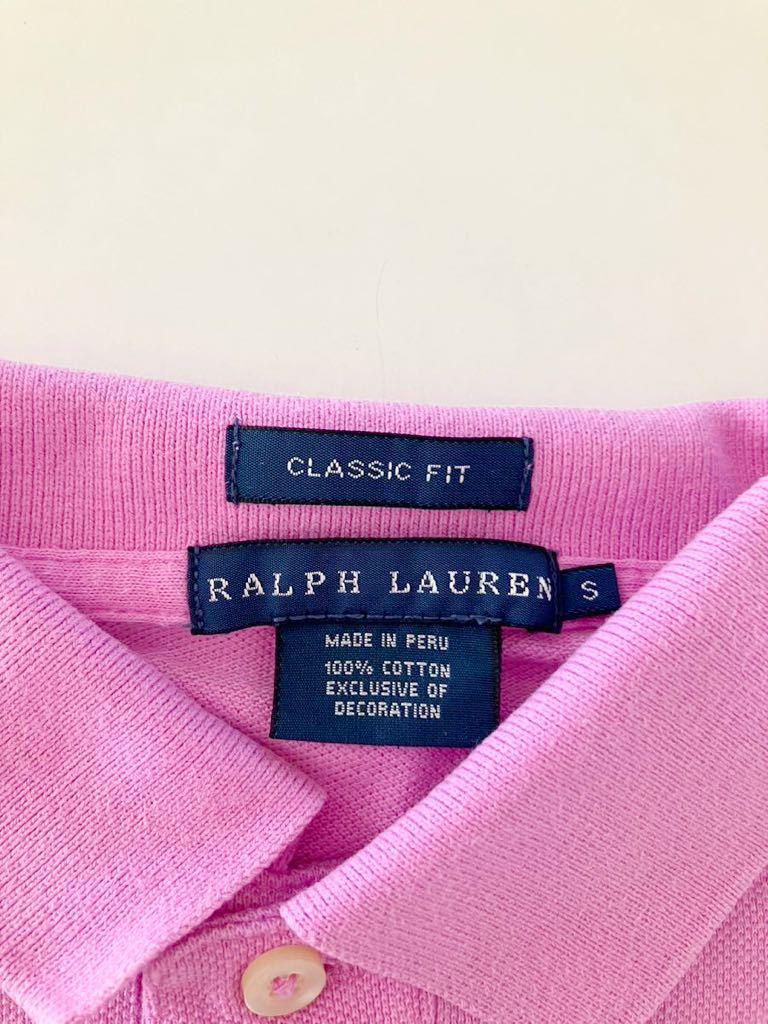 CLASSIC FIT
RALPH LAUREN
S
MADE IN PERU
100% COTTON
EXCLUSIVE OF
DECORATION